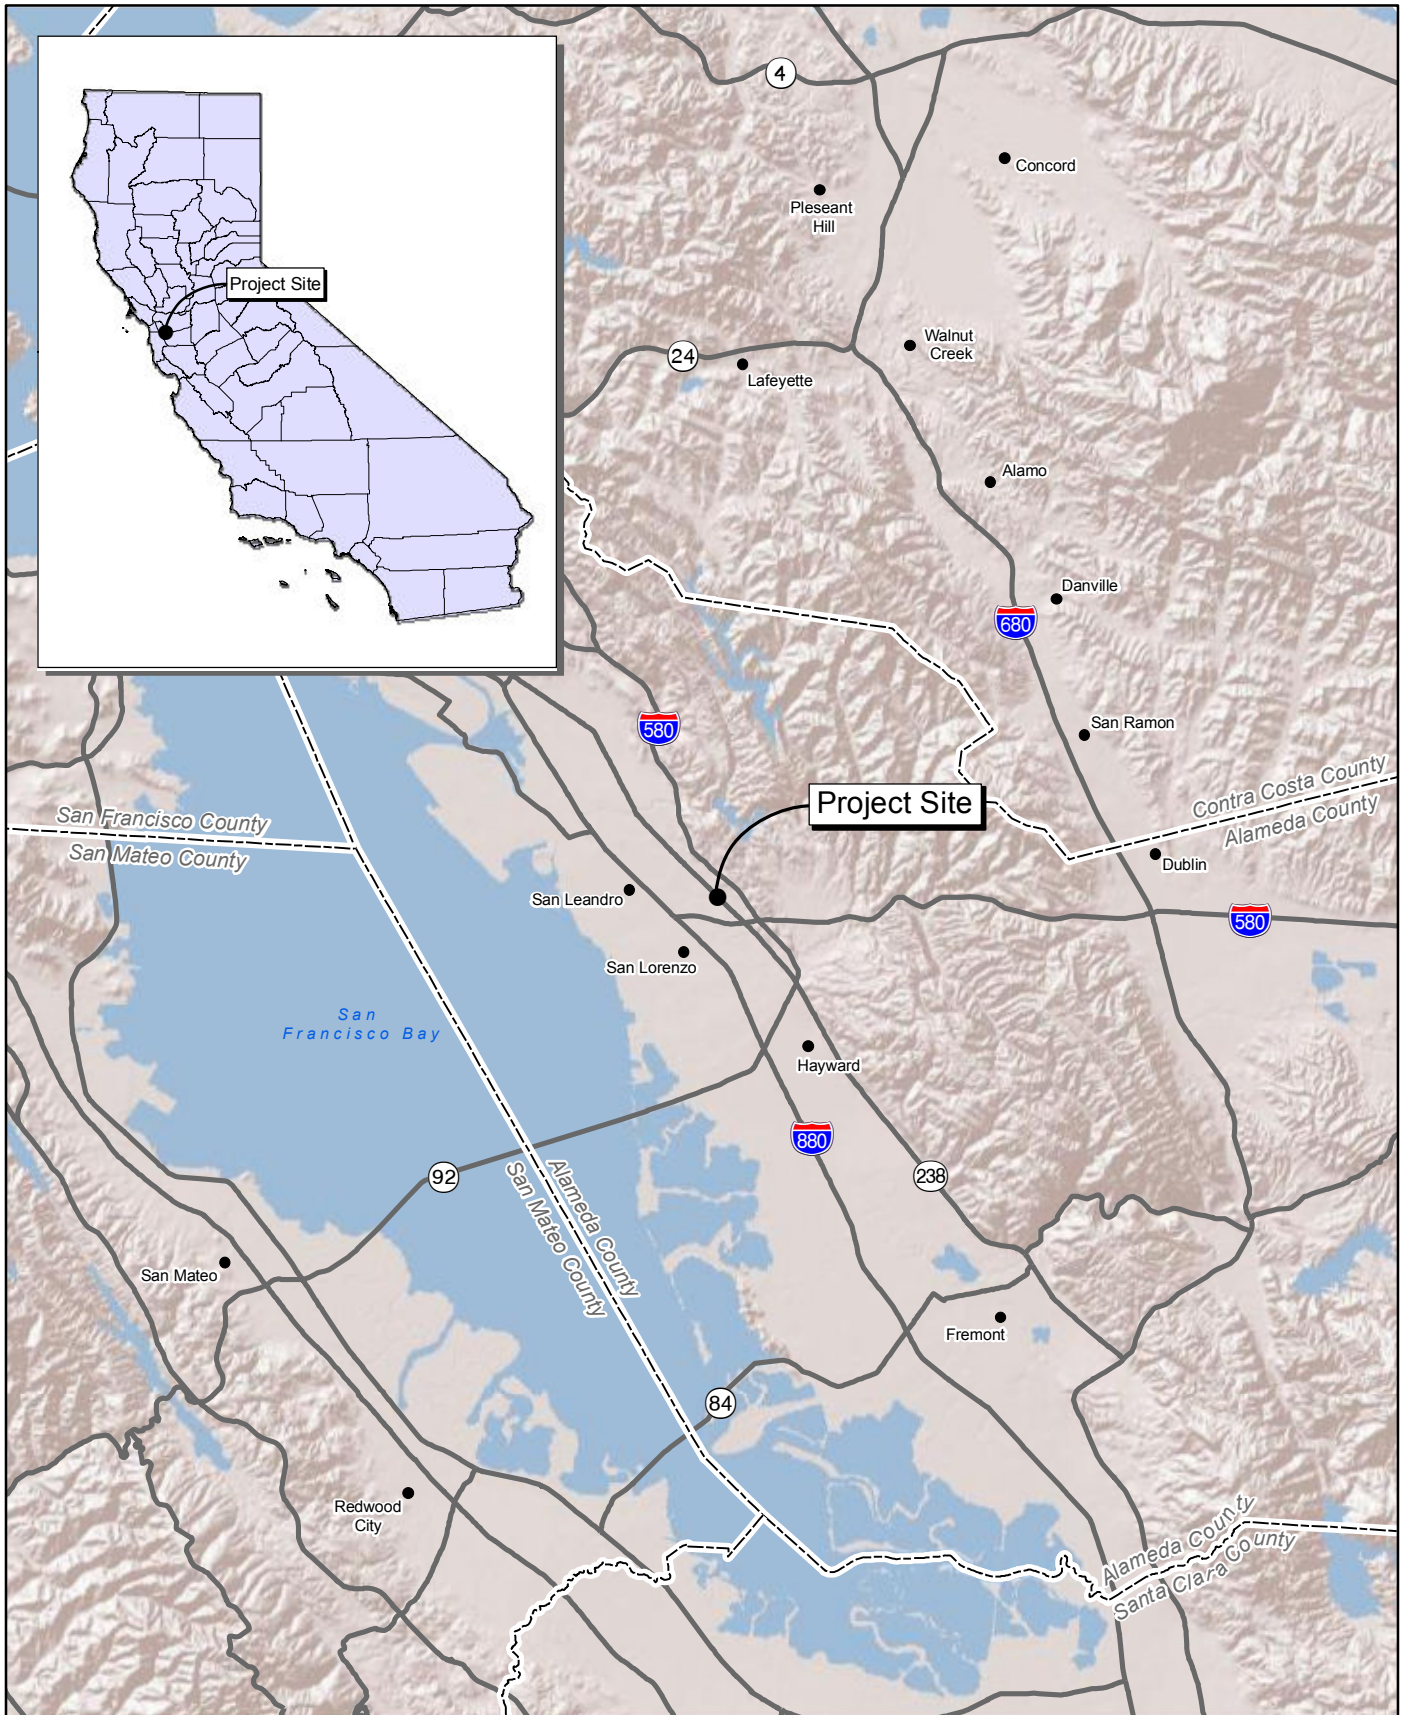 4
Concord
Pleseant
Hill
Project Site
Walnut
Creek
24
Lafeyette
Alamo
Danville
680
580
San Ramon
Project Site
Contra Costa County
Alameda County
San Francisco County
San Mateo County
Dublin
San Leandro
580
San Lorenzo
San
Francisco Bay
Hayward
880
92
238
Alameda County
San Mateo County
San Mateo
Fremont
84
Redwood
City
Alameda County
Santa Clara County